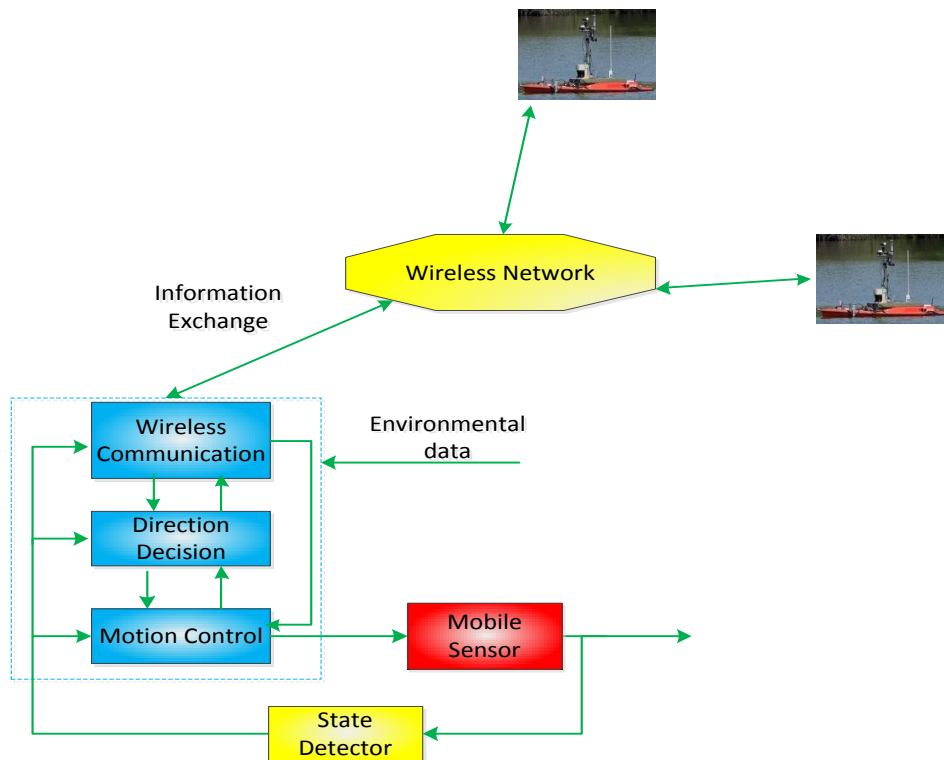 Wireless Network
Information
Exchange
Wireless
Communication
Environmental
data
Direction
Decision
Motion Control
Mobile
Sensor
State
Detector